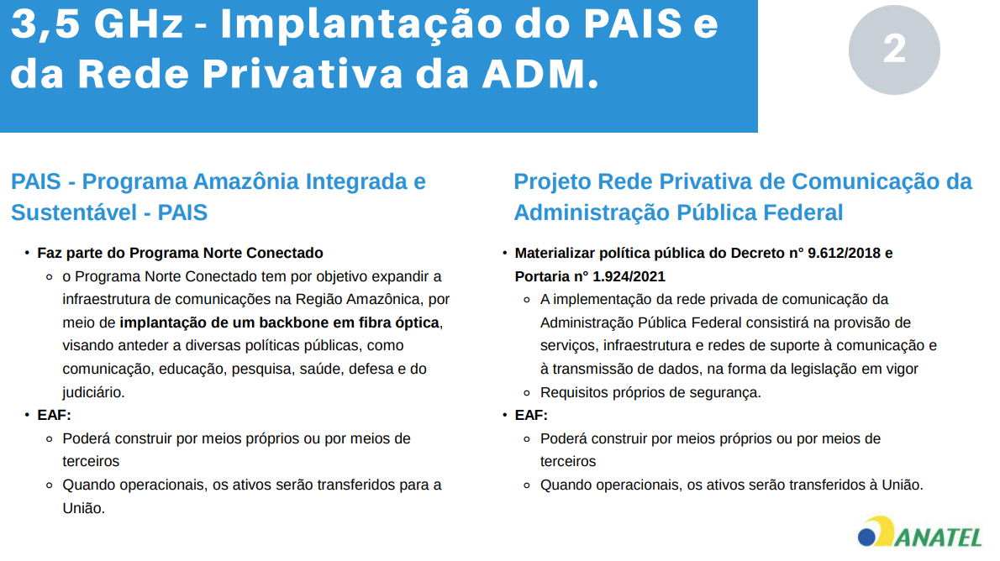 3,5 GHz - Implantação do PAIS e
da Rede Privativa da ADM.
2
PAIS - Programa Amazônia Integrada e
Sustentável - PAIS
• Faz parte do Programa Norte Conectado
o Programa Norte Conectado tem por objetivo expandir a
infraestrutura de comunicações na Região Amazônica, por
meio de implantação de um backbone em fibra óptica,
visando anteder a diversas políticas públicas, como
comunicação, educação, pesquisa, saúde, defesa e do
judiciário.
• EAF:
Poderá construir por meios próprios ou por meios de
terceiros
Quando operacionais, os ativos serão transferidos para a
União.
Projeto Rede Privativa de Comunicação da
Administração Pública Federal
• Materializar política pública do Decreto n° 9.612/2018 e
Portaria n° 1.924/2021
A implementação da rede privada de comunicação da
Administração Pública Federal consistirá na provisão de
serviços, infraestrutura e redes de suporte à comunicação e
à transmissão de dados, na forma da legislação em vigor
Requisitos próprios de segurança.
• EAF:
Poderá construir por meios próprios ou por meios de
terceiros
Quando operacionais, os ativos serão transferidos à União.
ANATEL